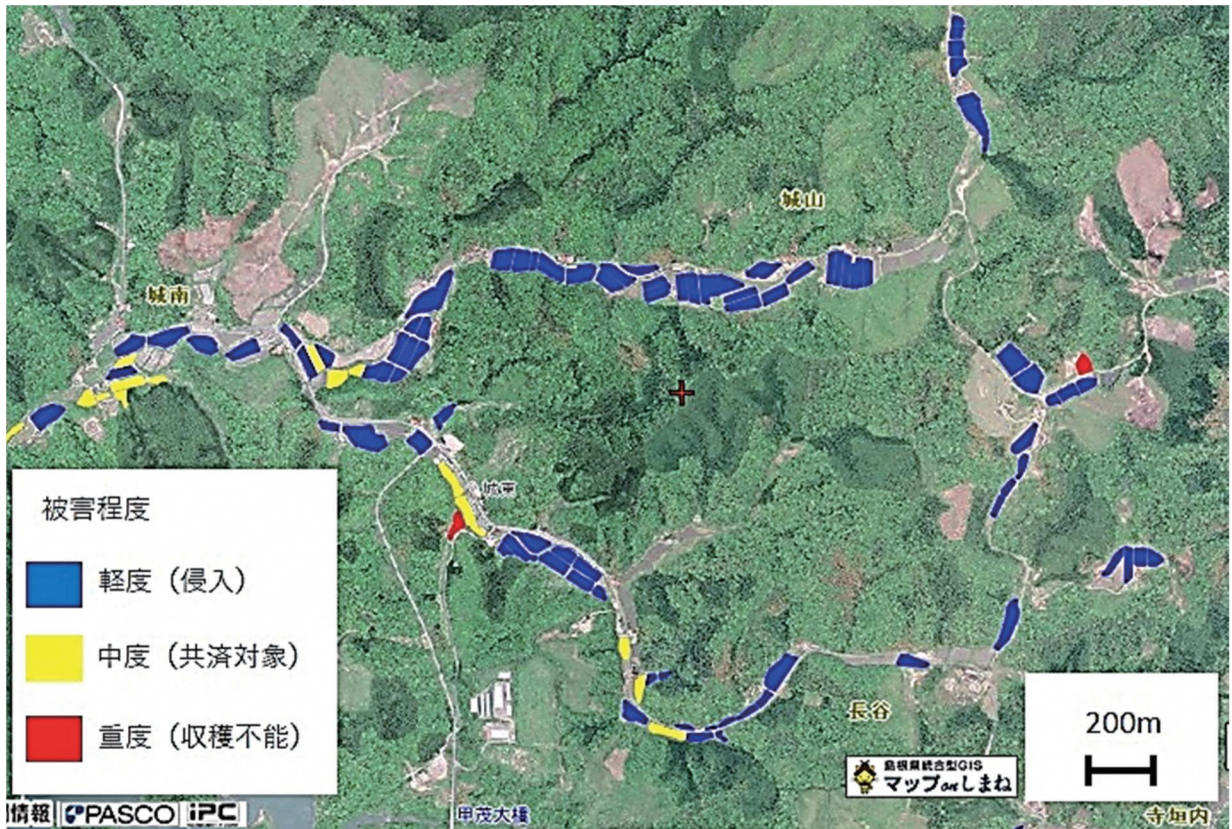 城山
城南
城東
被害程度
軽度（侵入）
中度（共済対象）
重度（収穫不能）
長谷
200m
島根県統合型GIS
マップonしまね
情報 PASCO iPC
甲茂大橋
寺垣内